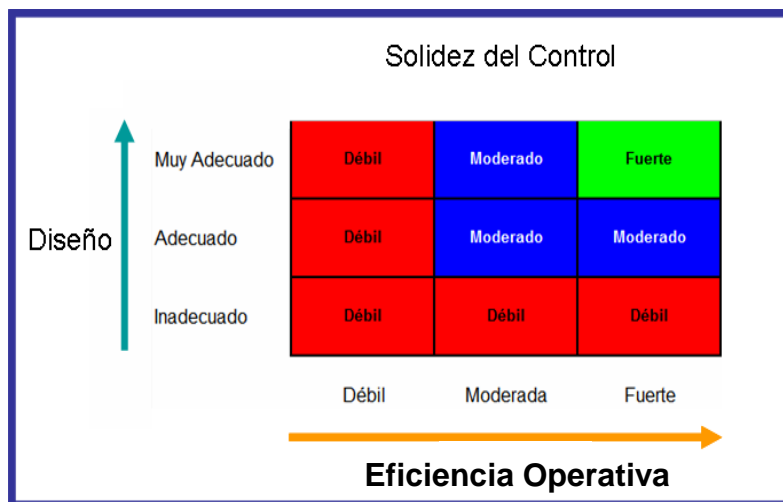 Solidez del Control
Muy Adecuado Débil Moderado Fuerte
Diseño Adecuado Débil Moderado Moderado
Inadecuado Débil Débil Débil
Débil Moderada Fuerte
Eficiencia Operativa